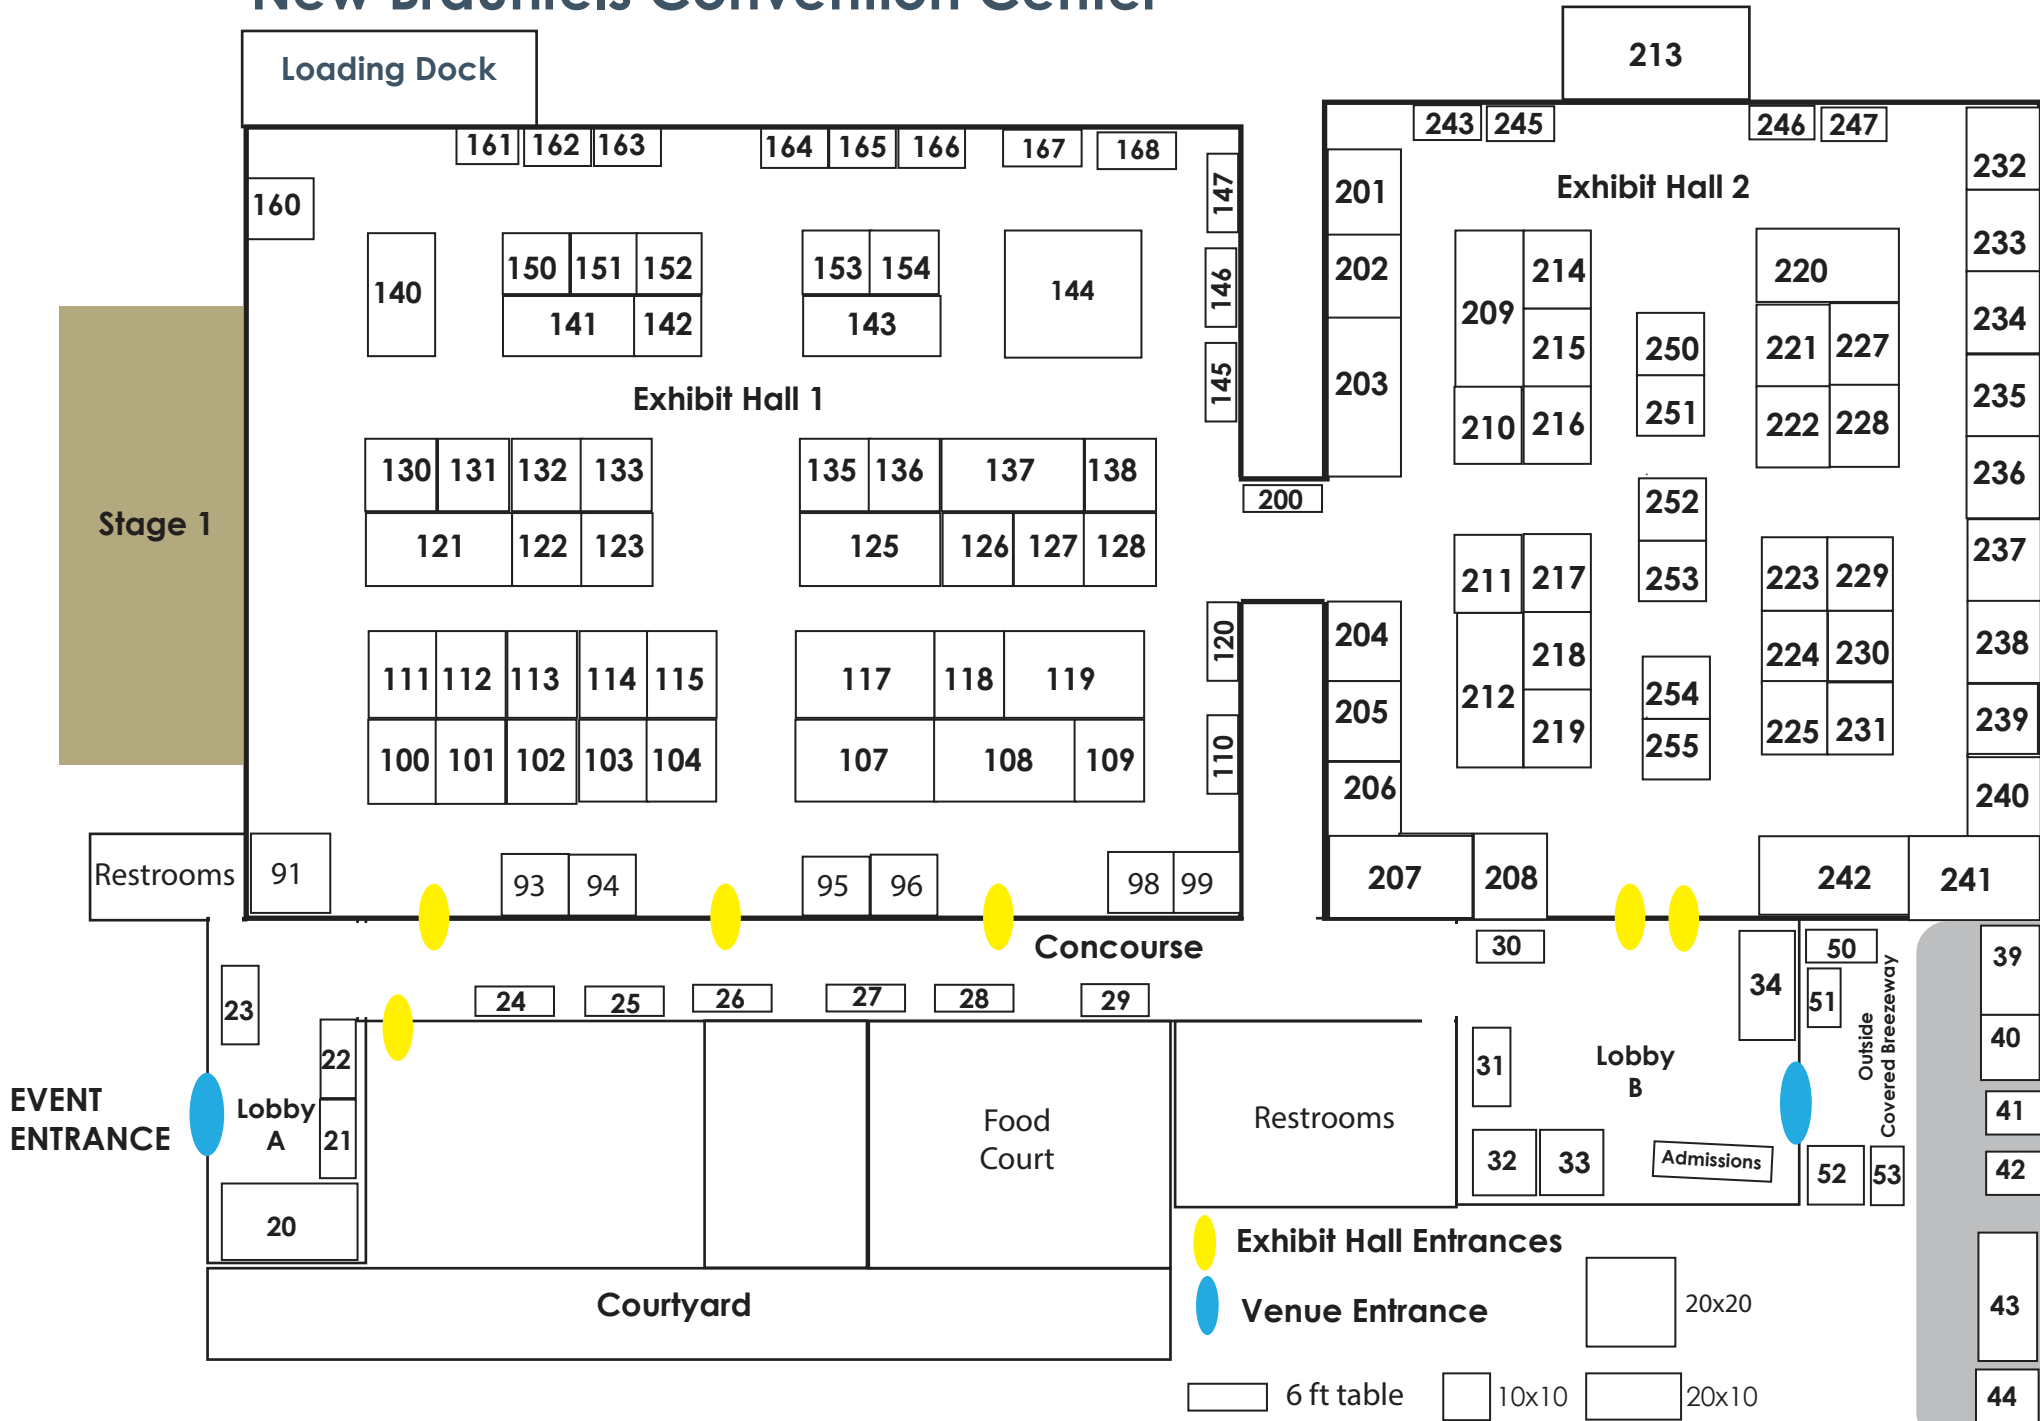 New Braunfels Convention Center
Loading Dock
213
161 162 163 164 165 166 167 168
243 245 246 247
160
147
201
Exhibit Hall 2
232
140
150 151 152 153 154
144
146
202
214
220
233
141 142 143
209
234
145
203
215
250
221 227
235
Exhibit Hall 1
210 216
251
222 228
130 131 132 133 135 136 137 138
200
252
236
Stage 1
121 122 123 125 126 127 128
211 217
253
223 229
237
111 112 113 114 115 117 118 119
120
204
218
224 230
238
212
254
205
239
100 101 102 103 104 107 108 109
110
219
255
225 231
206
240
Restrooms
91 93 94 95 96 98 99
207 208
242 241
Concourse
30
50
39
23
24 25 26 27 28 29
34
51
40
22
31
Lobby
B
Outside
Covered Breezeway
41
EVENT
ENTRANCE
Lobby
A
21
Food
Court
Restrooms
32 33
Admissions
52 53
42
20
Exhibit Hall Entrances
Courtyard
Venue Entrance
20x20
43
6 ft table
10x10
20x10
44